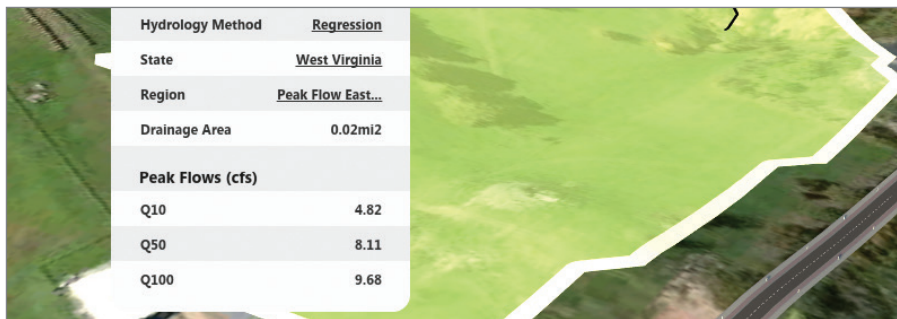 Hydrology Method Regression
State West Virginia
Region Peak Flow East...
Drainage Area 0.02mi2
Peak Flows (cfs)
Q10 4.82
Q50 8.11
Q100 9.68